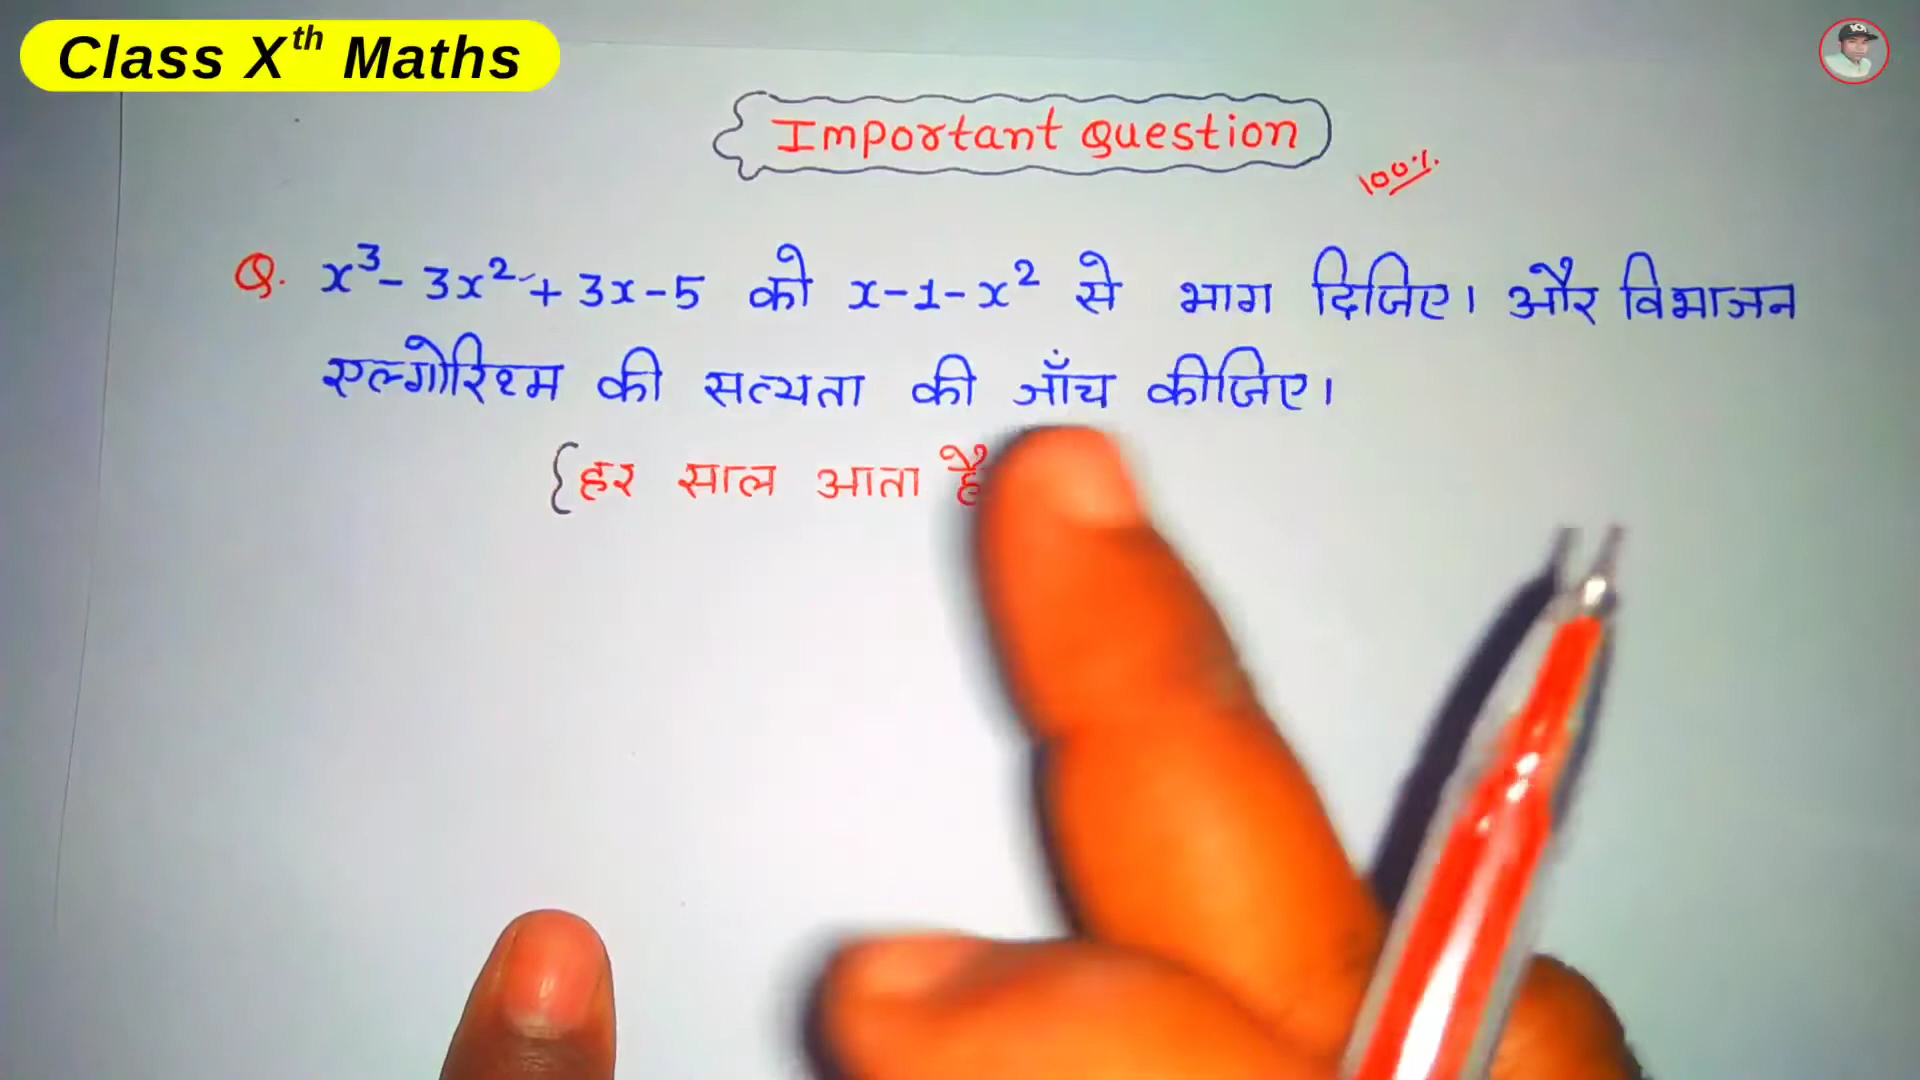 Class Xth Maths
Important Question
100%
Q. x³- 3x²+ 3x-5 को x-1-x² से भाग दिजिए। और विभाजन
एल्गोरिथ्म की सत्यता की जाँच कीजिए।
{हर साल आता है